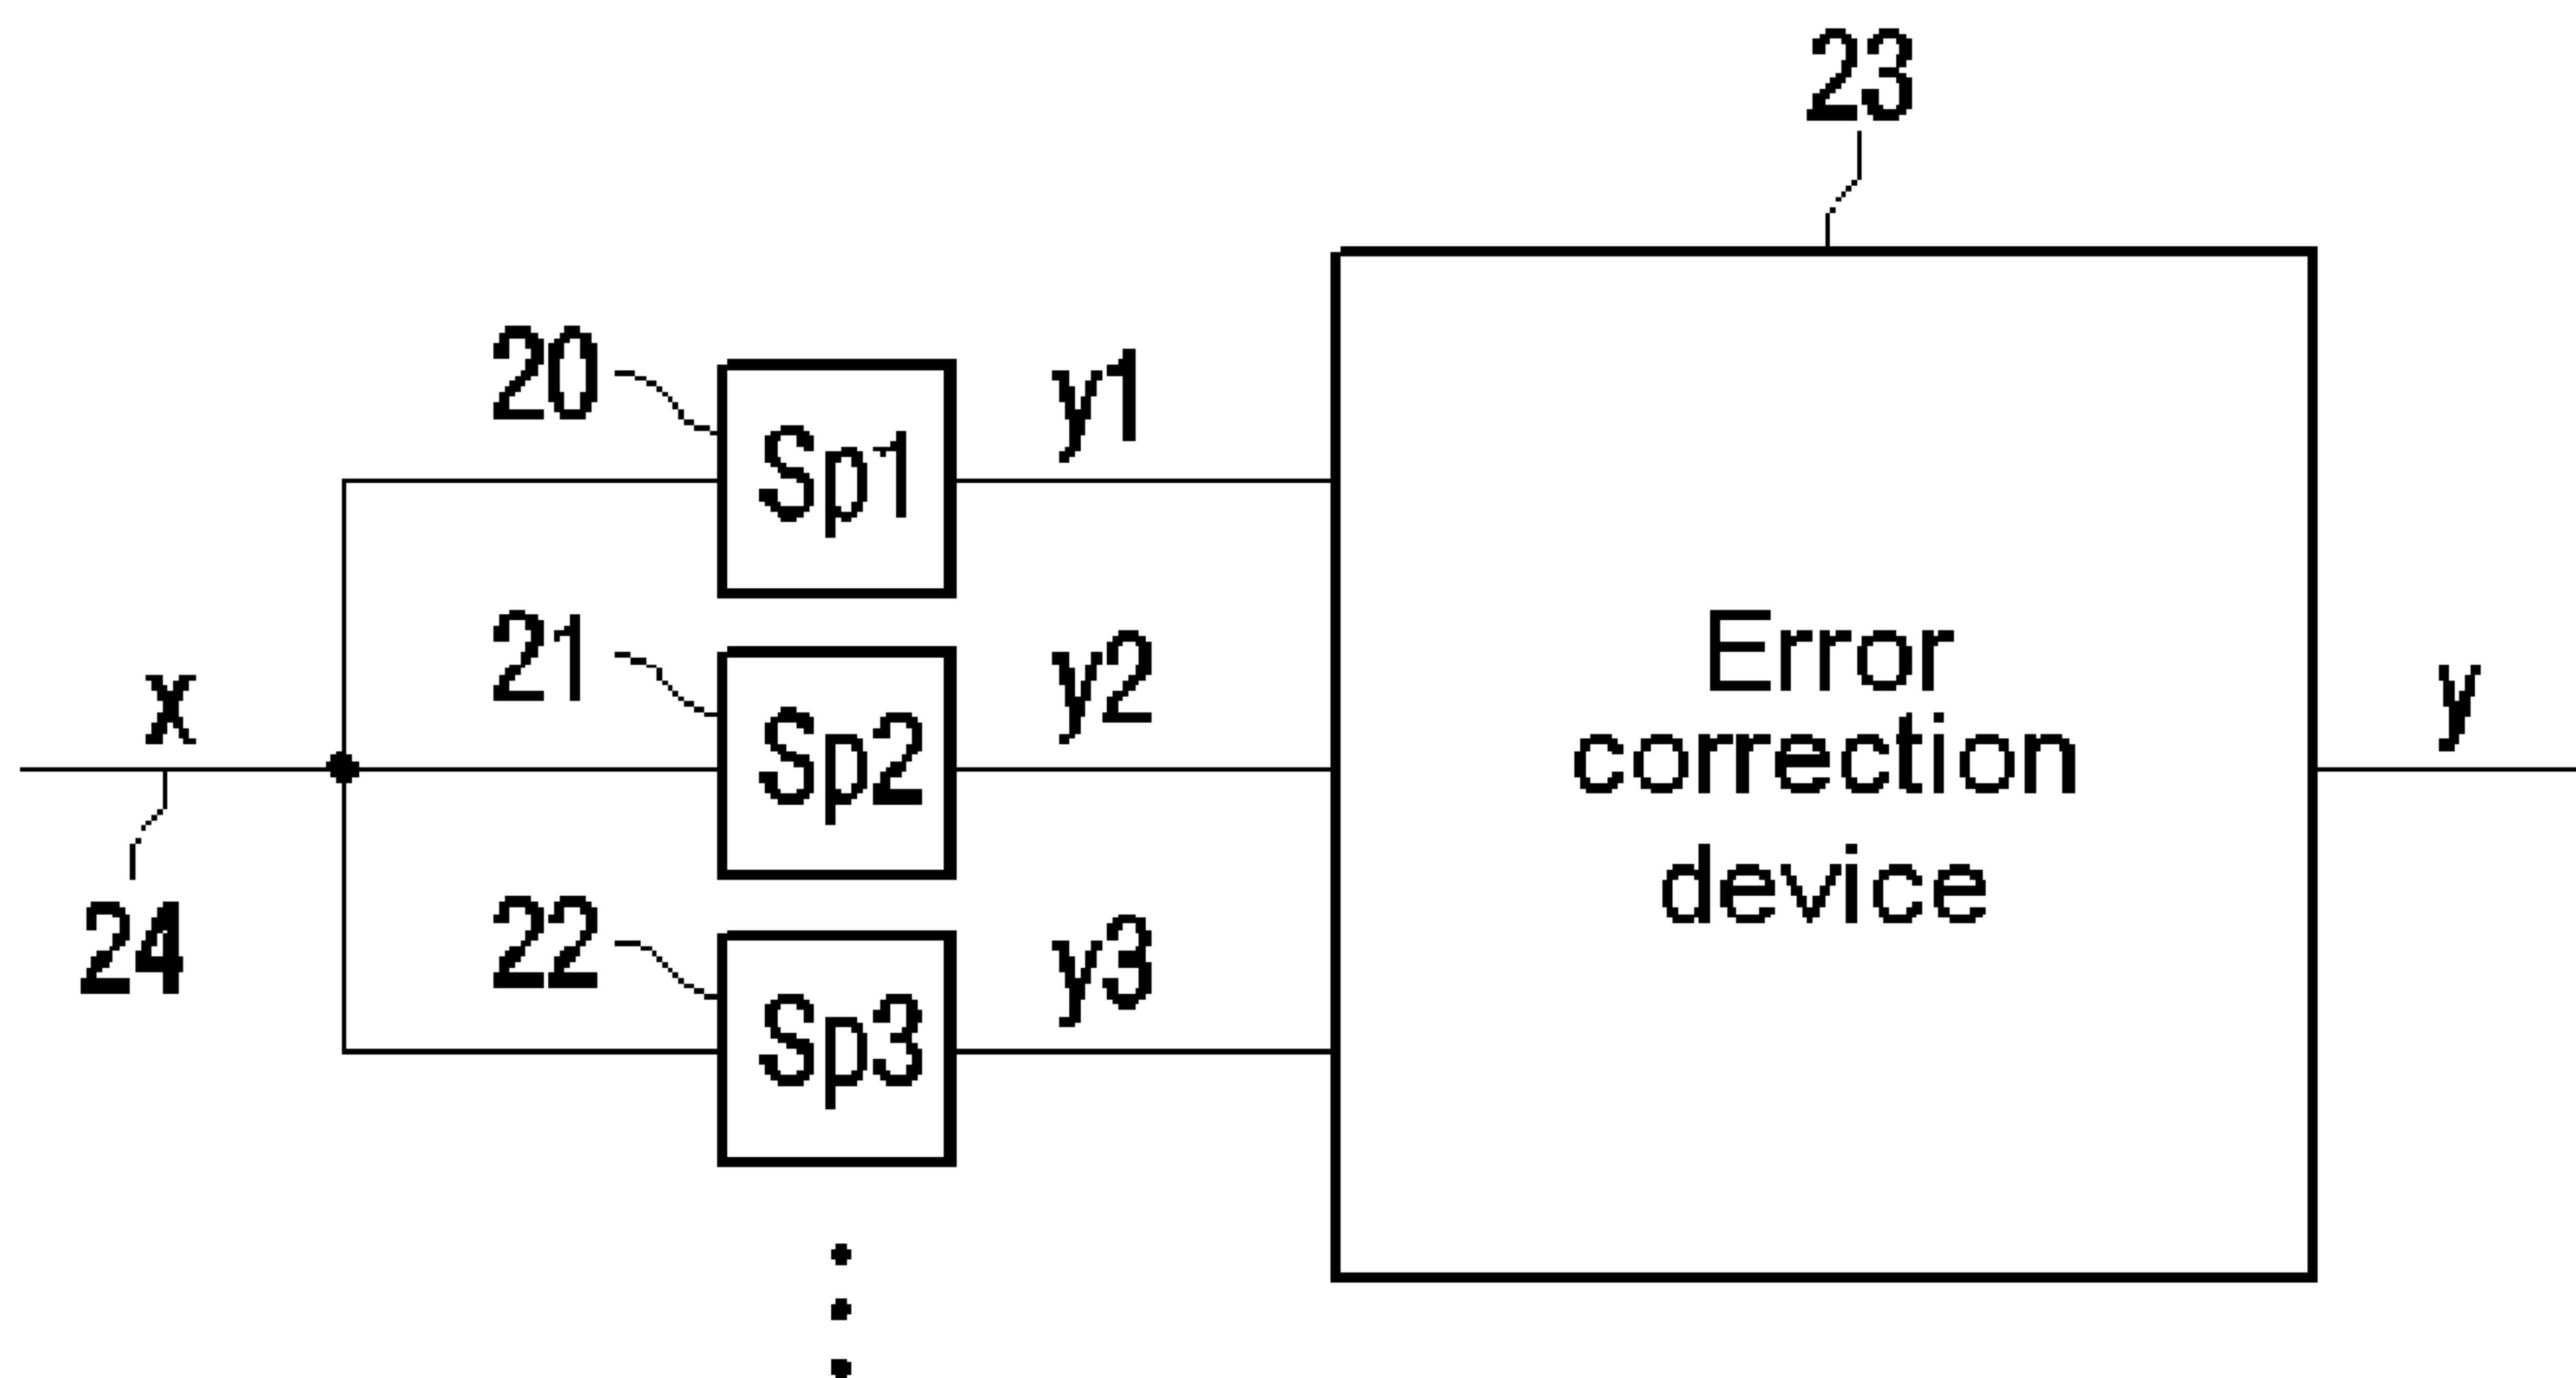 23
20
Sp1
y1
21
Sp2
y2
x
24
22
Sp3
y3
Error
correction
device
y